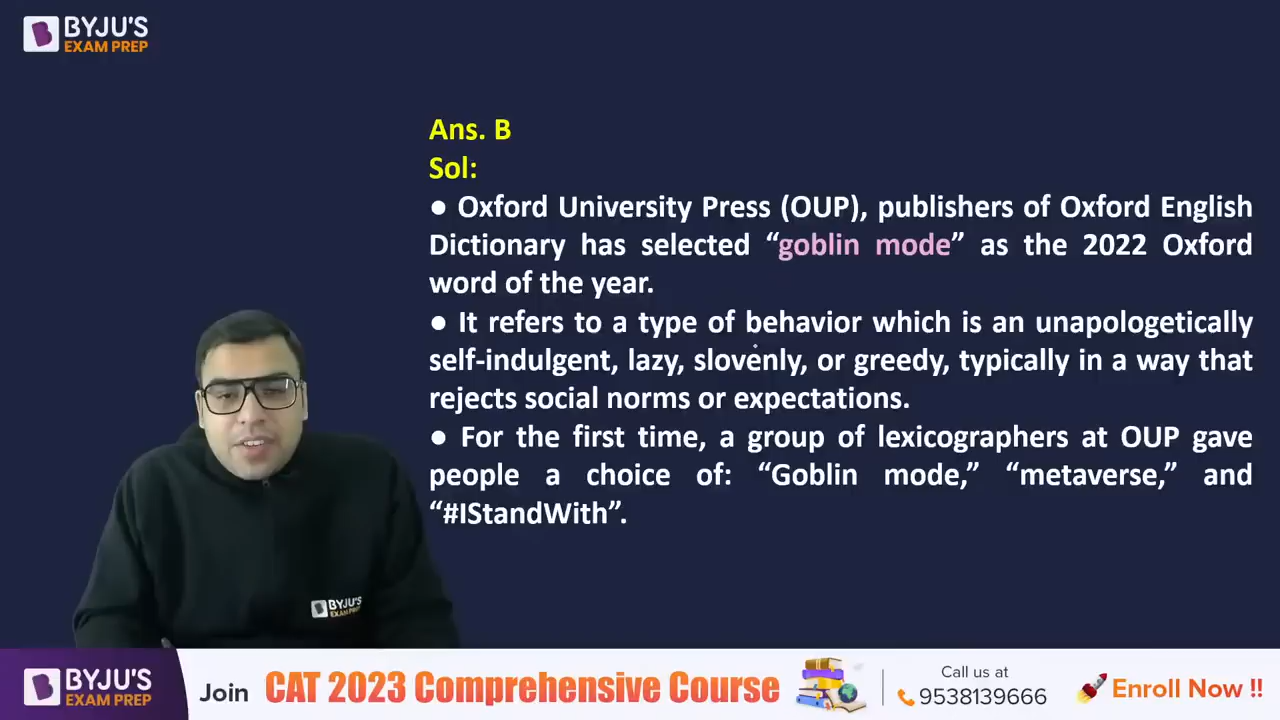 BYJU'S
EXAM PREP
Ans. B
Sol:
● Oxford University Press (OUP), publishers of Oxford English
Dictionary has selected “goblin mode” as the 2022 Oxford
word of the year.
● It refers to a type of behavior which is an unapologetically
self-indulgent, lazy, slovenly, or greedy, typically in a way that
rejects social norms or expectations.
● For the first time, a group of lexicographers at OUP gave
people a choice of: “Goblin mode,” “metaverse,” and
“#IStandWith”.
BYJU'S
EXAM PREP
BYJU'S
EXAM PREP
Join CAT 2023 Comprehensive Course
Call us at
9538139666
Enroll Now !!